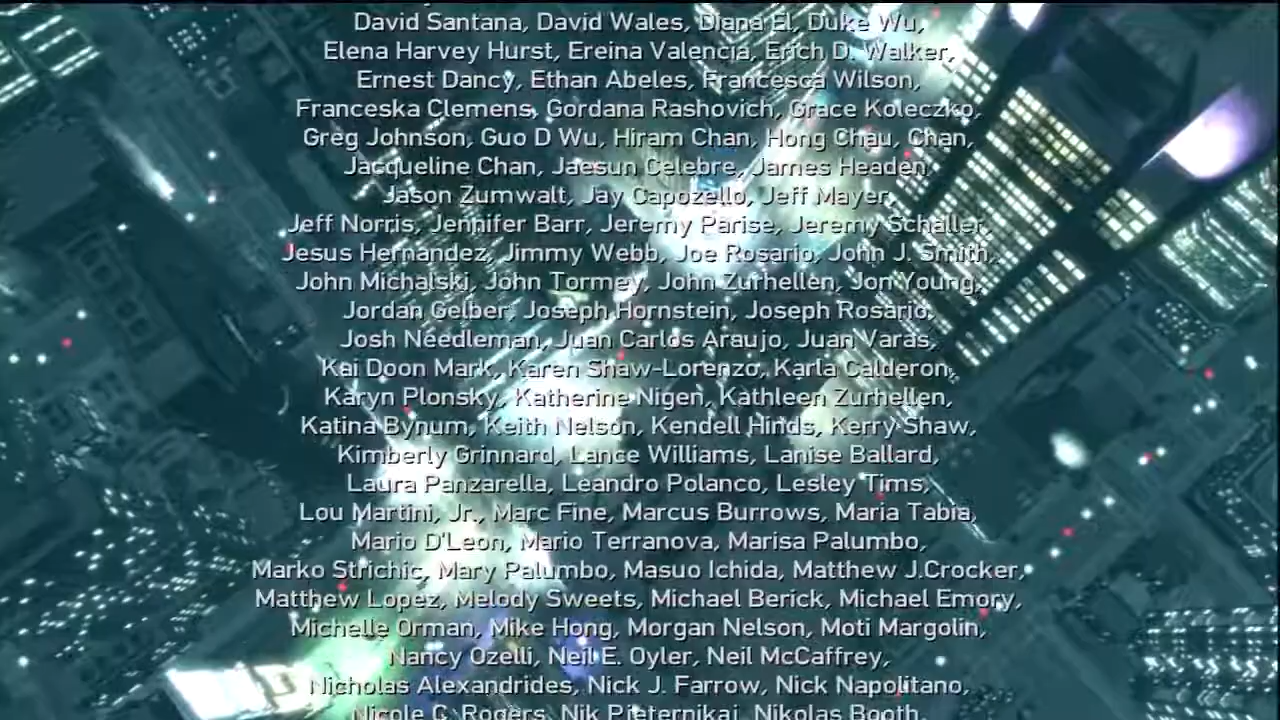 David Santana, David Wales, Diana El, Duke Wu,
Elena Harvey Hurst, Ereina Valencia, Erich D. Walker,
Ernest Dancy, Ethan Abeles, Francesca Wilson,
Franceska Clemens, Gordana Rashovich, Grace Koleczko,
Greg Johnson, Guo D Wu, Hiram Chan, Hong Chau, Chan,
Jacqueline Chan, Jaesun Celebre, James Headen
Jason Zumwalt, Jay Capozello, Jeff Mayer,
Jeff Norris, Jennifer Barr, Jeremy Parise, Jeremy Schaller,
Jesus Hernandez, Jimmy Webb, Joe Rosario, John J. Smith,
John Michalski, John Tormey, John Zurhellen, Jon Young,
Jordan Gelber, Joseph Hornstein, Joseph Rosario,
Josh Needleman, Juan Carlos Araujo, Juan Varas,
Kai Doon Mark, Karen Shaw-Lorenzo, Karla Calderon,
Karyn Plonsky, Katherine Nigen, Kathleen Zurhellen,
Katina Bynum, Keith Nelson, Kendell Hinds, Kerry Shaw,
Kimberly Grinnard, Lance Williams, Lanise Ballard,
Laura Panzarella, Leandro Polanco, Lesley Tims,
Lou Martini, Jr., Marc Fine, Marcus Burrows, Maria Tabia,
Mario D'Leon, Mario Terranova, Marisa Palumbo,
Marko Strichic, Mary Palumbo, Masuo Ichida, Matthew J.Crocker,
Matthew Lopez, Melody Sweets, Michael Berick, Michael Emory,
Michelle Orman, Mike Hong, Morgan Nelson, Moti Margolin,
Nancy Ozelli, Neil E. Oyler, Neil McCaffrey,
Nicholas Alexandrides, Nick J. Farrow, Nick Napolitano,
Nicole C. Rogers, Nik Pjeternikaj, Nikolas Booth,